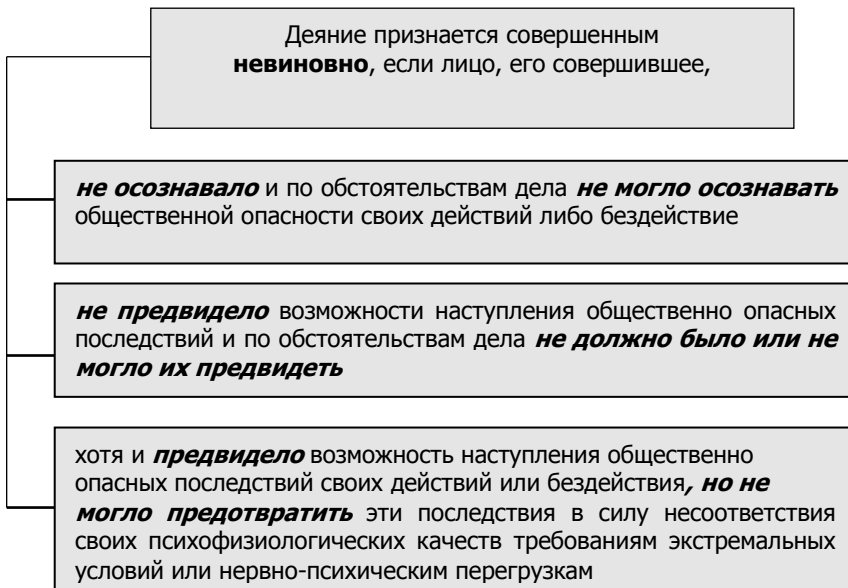 Деяние признается совершенным
невиновно, если лицо, его совершившее,
не осознавало и по обстоятельствам дела не могло осознавать
общественной опасности своих действий либо бездействие
не предвидело возможности наступления общественно опасных
последствий и по обстоятельствам дела не должно было или не
могло их предвидеть
хотя и предвидело возможность наступления общественно
опасных последствий своих действий или бездействия, но не
могло предотвратить эти последствия в силу несоответствия
своих психофизиологических качеств требованиям экстремальных
условий или нервно-психическим перегрузкам